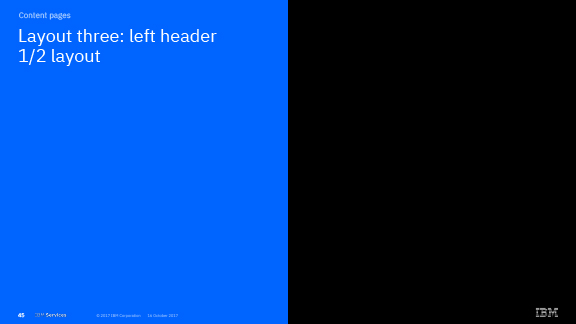 Content pages
Layout three: left header
1/2 layout
45
IBM Services
© 2017 IBM Corporation
16 October 2017
IBM